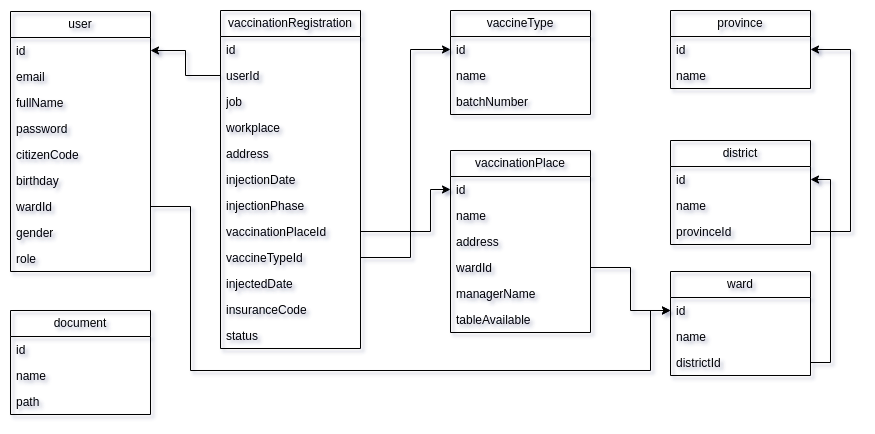 user
id
email
fullName
password
citizenCode
birthday
wardId
gender
role
document
id
name
path
vaccinationRegistration
id
userId
job
workplace
address
injectionDate
injectionPhase
vaccinationPlaceId
vaccineTypeId
injectedDate
insuranceCode
status
vaccineType
id
name
batchNumber
vaccinationPlace
id
name
address
wardId
managerName
tableAvailable
province
id
name
district
id
name
provinceId
ward
id
name
districtId